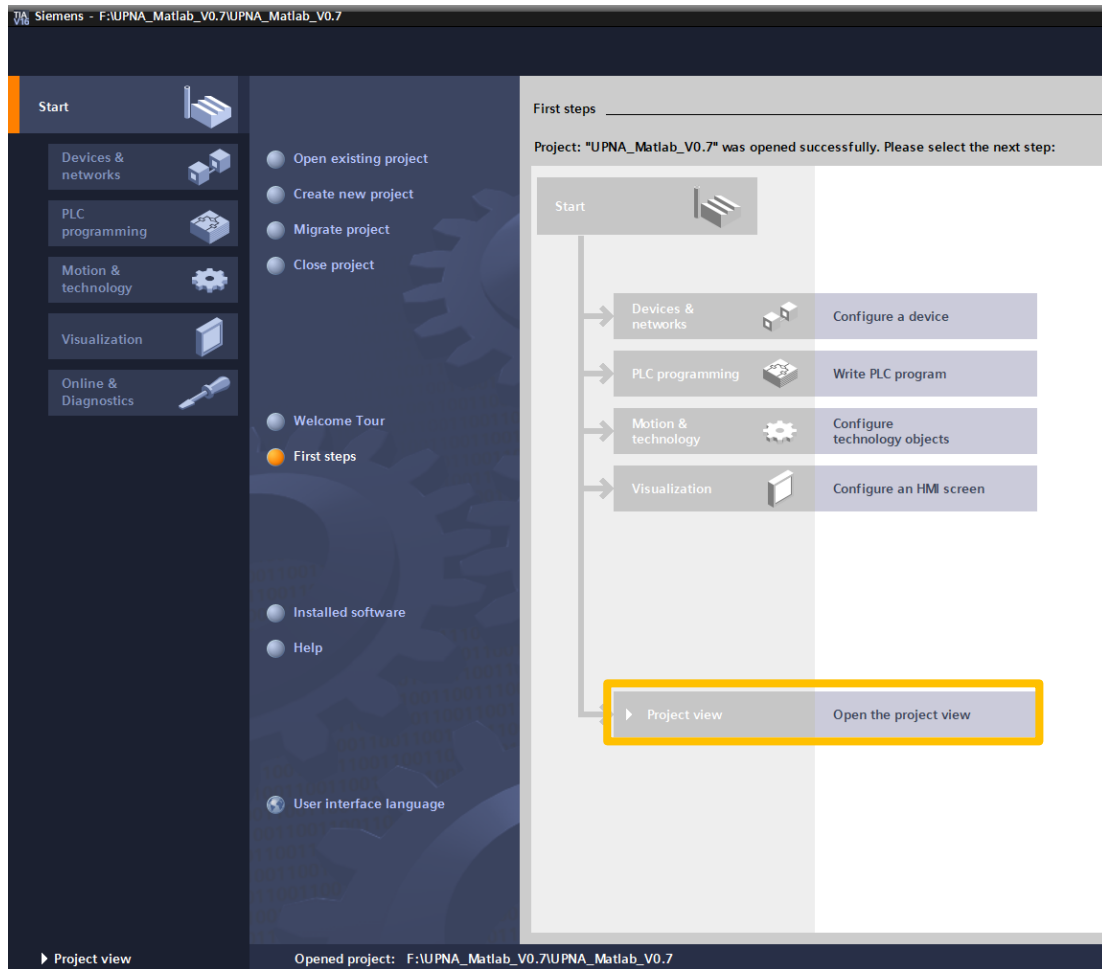 TIA V16 Siemens - F:\UPNA_Matlab_V0.7\UPNA_Matlab_V0.7
Start
Devices &
networks
PLC
programming
Motion &
technology
Visualization
Online &
Diagnostics
Open existing project
Create new project
Migrate project
Close project
Welcome Tour
First steps
Installed software
Help
User interface language
First steps
Project: "UPNA_Matlab_V0.7" was opened successfully. Please select the next step:
Start
Devices &
networks
Configure a device
PLC programming
Write PLC program
Motion &
technology
Configure
technology objects
Visualization
Configure an HMI screen
Project view
Open the project view
Project view
Opened project: F:\UPNA_Matlab_V0.7\UPNA_Matlab_V0.7